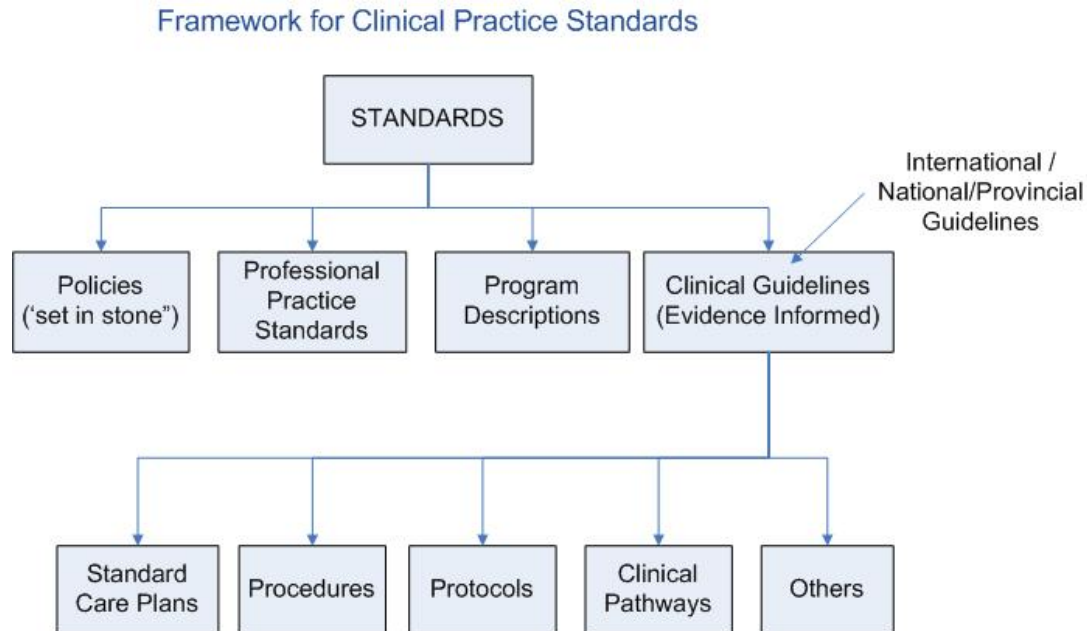 Framework for Clinical Practice Standards
STANDARDS
International /
National/Provincial
Guidelines
Policies
(‘set in stone”)
Professional
Practice
Standards
Program
Descriptions
Clinical Guidelines
(Evidence Informed)
Standard
Care Plans
Procedures
Protocols
Clinical
Pathways
Others